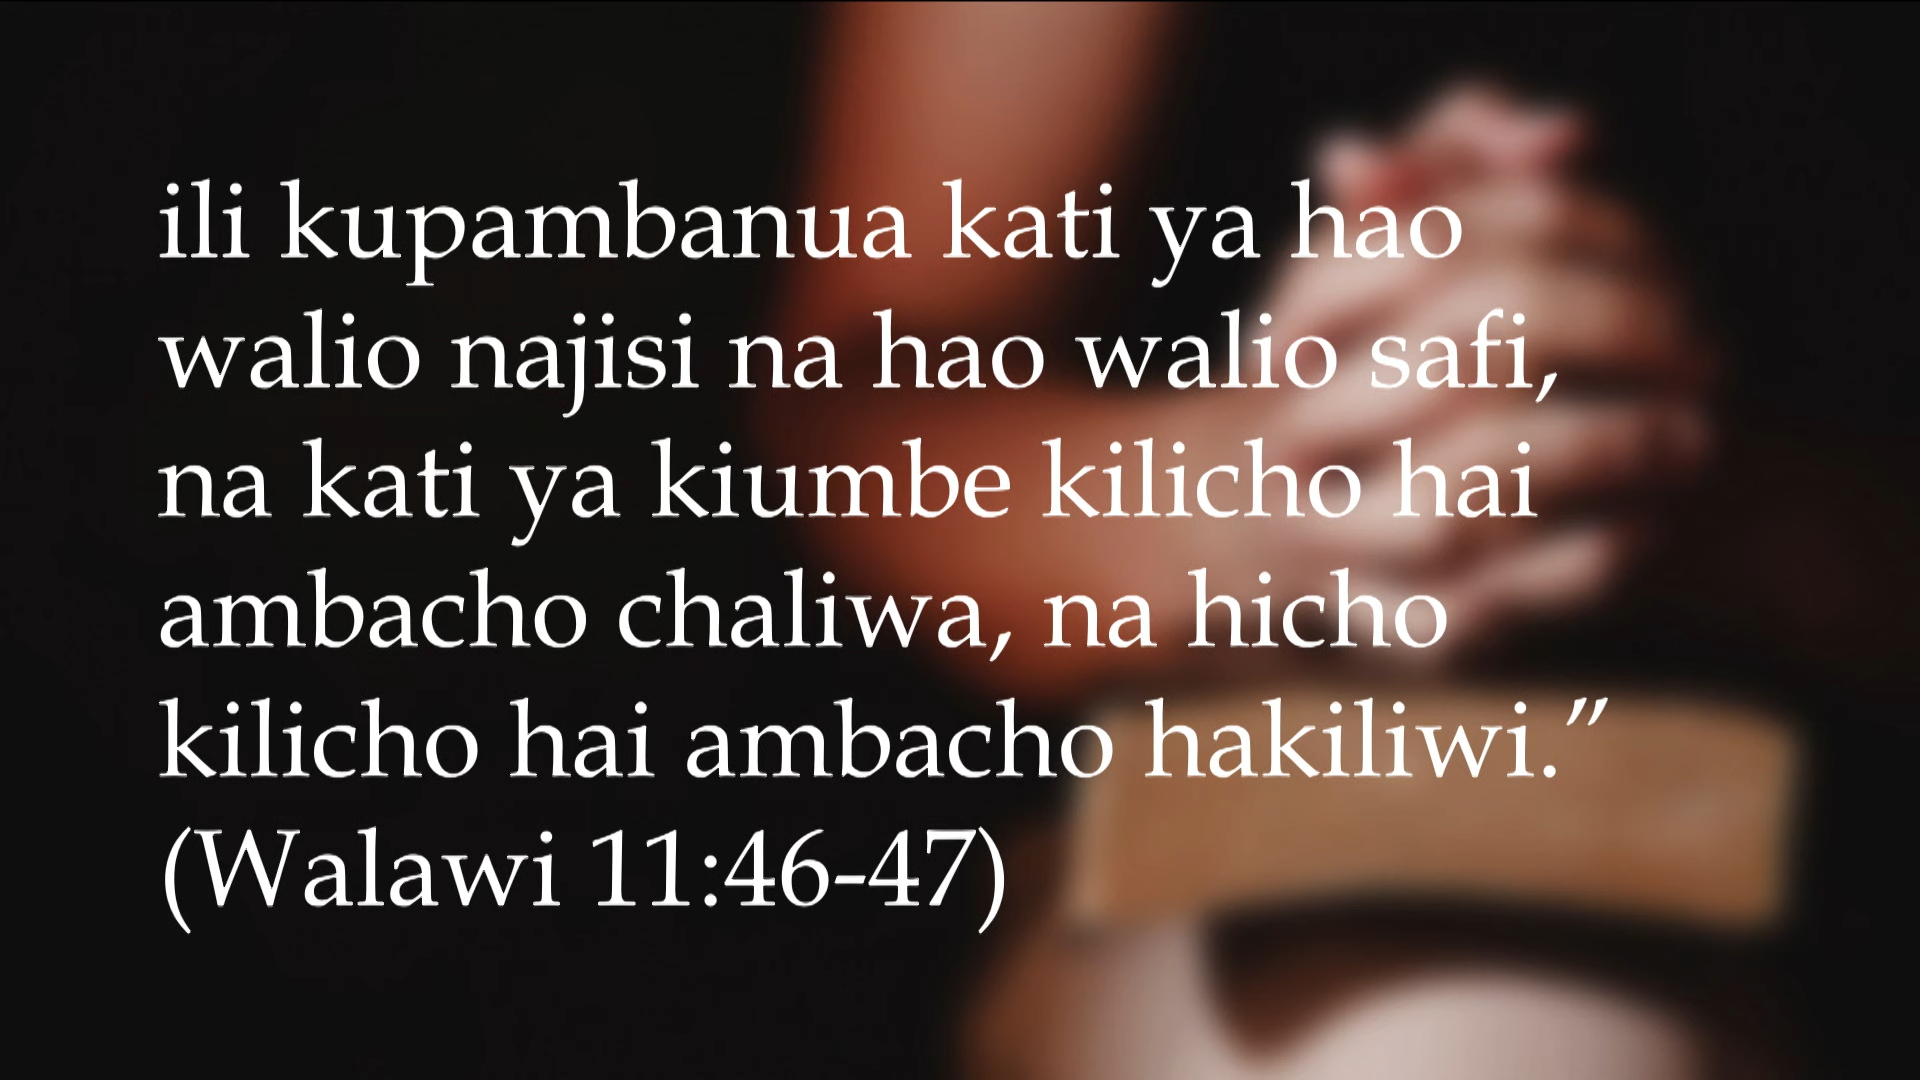 ili kupambanua kati ya hao
walio najisi na hao walio safi,
na kati ya kiumbe kilicho hai
ambacho chaliwa, na hicho
kilicho hai ambacho hakiliwi.”
(Walawi 11:46-47)